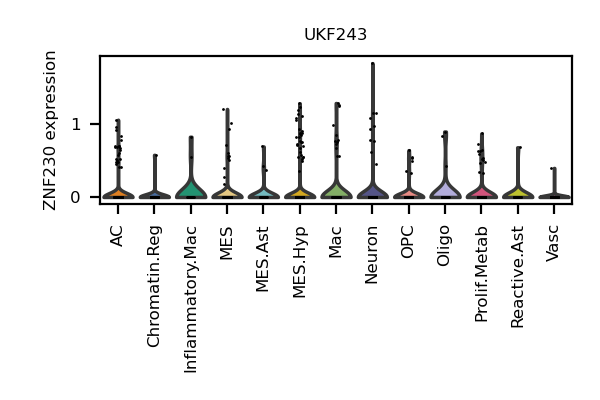 UKF243
ZNF230 expression
1
0
AC
Chromatin.Reg
Inflammatory.Mac
MES
MES.Ast
MES.Hyp
Mac
Neuron
OPC
Oligo
Prolif.Metab
Reactive.Ast
Vasc